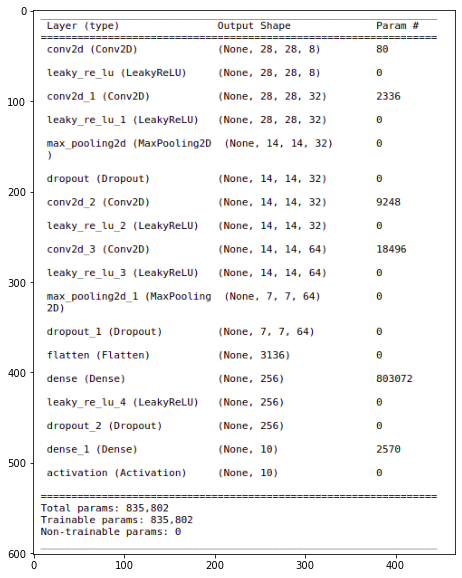 Layer (type) Output Shape Param #
=================================================================
conv2d (Conv2D) (None, 28, 28, 8) 80
leaky_re_lu (LeakyReLU) (None, 28, 28, 8) 0
conv2d_1 (Conv2D) (None, 28, 28, 32) 2336
leaky_re_lu_1 (LeakyReLU) (None, 28, 28, 32) 0
max_pooling2d (MaxPooling2D (None, 14, 14, 32) 0
)
dropout (Dropout) (None, 14, 14, 32) 0
conv2d_2 (Conv2D) (None, 14, 14, 32) 9248
leaky_re_lu_2 (LeakyReLU) (None, 14, 14, 32) 0
conv2d_3 (Conv2D) (None, 14, 14, 64) 18496
leaky_re_lu_3 (LeakyReLU) (None, 14, 14, 64) 0
max_pooling2d_1 (MaxPooling (None, 7, 7, 64) 0
2D)
dropout_1 (Dropout) (None, 7, 7, 64) 0
flatten (Flatten) (None, 3136) 0
dense (Dense) (None, 256) 803072
leaky_re_lu_4 (LeakyReLU) (None, 256) 0
dropout_2 (Dropout) (None, 256) 0
dense_1 (Dense) (None, 10) 2570
activation (Activation) (None, 10) 0
=================================================================
Total params: 835,802
Trainable params: 835,802
Non-trainable params: 0
0
100
200
300
400
500
600
0 100 200 300 400